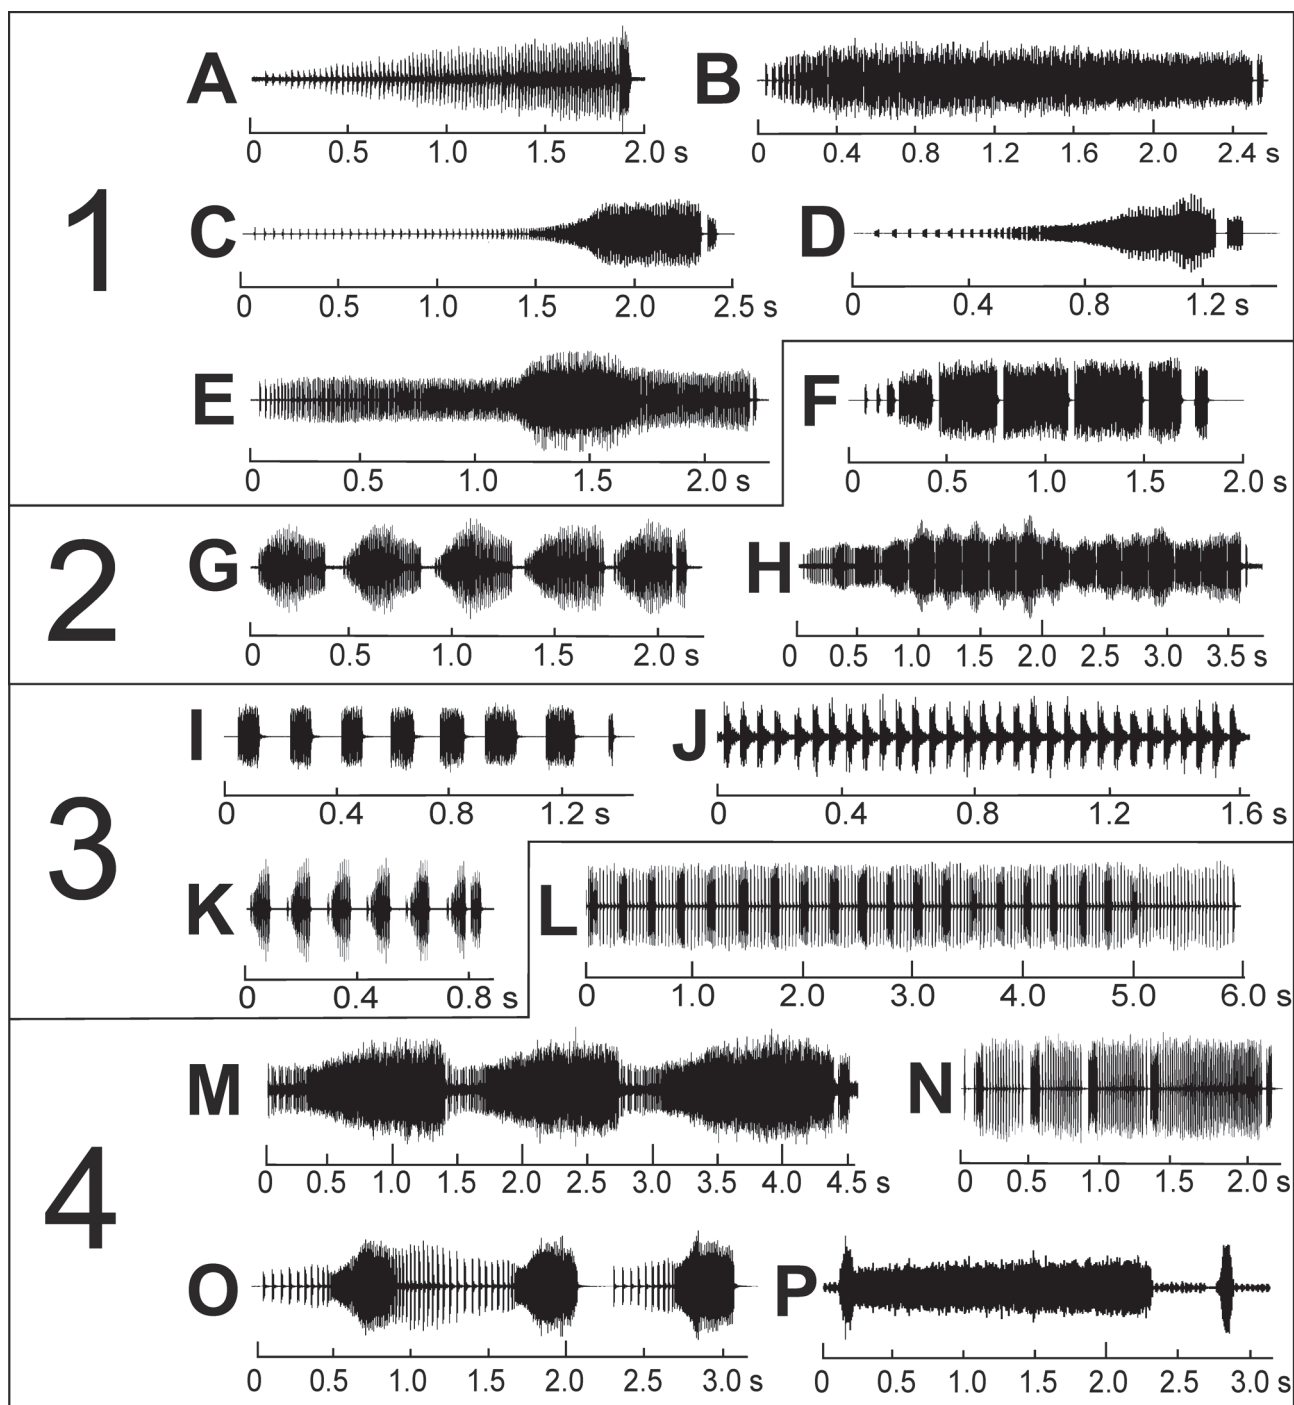 1
A
0 0.5 1.0 1.5 2.0 s
B
0 0.4 0.8 1.2 1.6 2.0 2.4 s
C
0 0.5 1.0 1.5 2.0 2.5 s
D
0 0.4 0.8 1.2 s
E
0 0.5 1.0 1.5 2.0 s
F
0 0.5 1.0 1.5 2.0 s
2
G
0 0.5 1.0 1.5 2.0 s
H
0 0.5 1.0 1.5 2.0 2.5 3.0 3.5 s
3
I
0 0.4 0.8 1.2 s
J
0 0.4 0.8 1.2 1.6 s
K
0 0.4 0.8 s
L
0 1.0 2.0 3.0 4.0 5.0 6.0 s
4
M
0 0.5 1.0 1.5 2.0 2.5 3.0 3.5 4.0 4.5 s
N
0 0.5 1.0 1.5 2.0 s
O
0 0.5 1.0 1.5 2.0 2.5 3.0 s
P
0 0.5 1.0 1.5 2.0 2.5 3.0 s